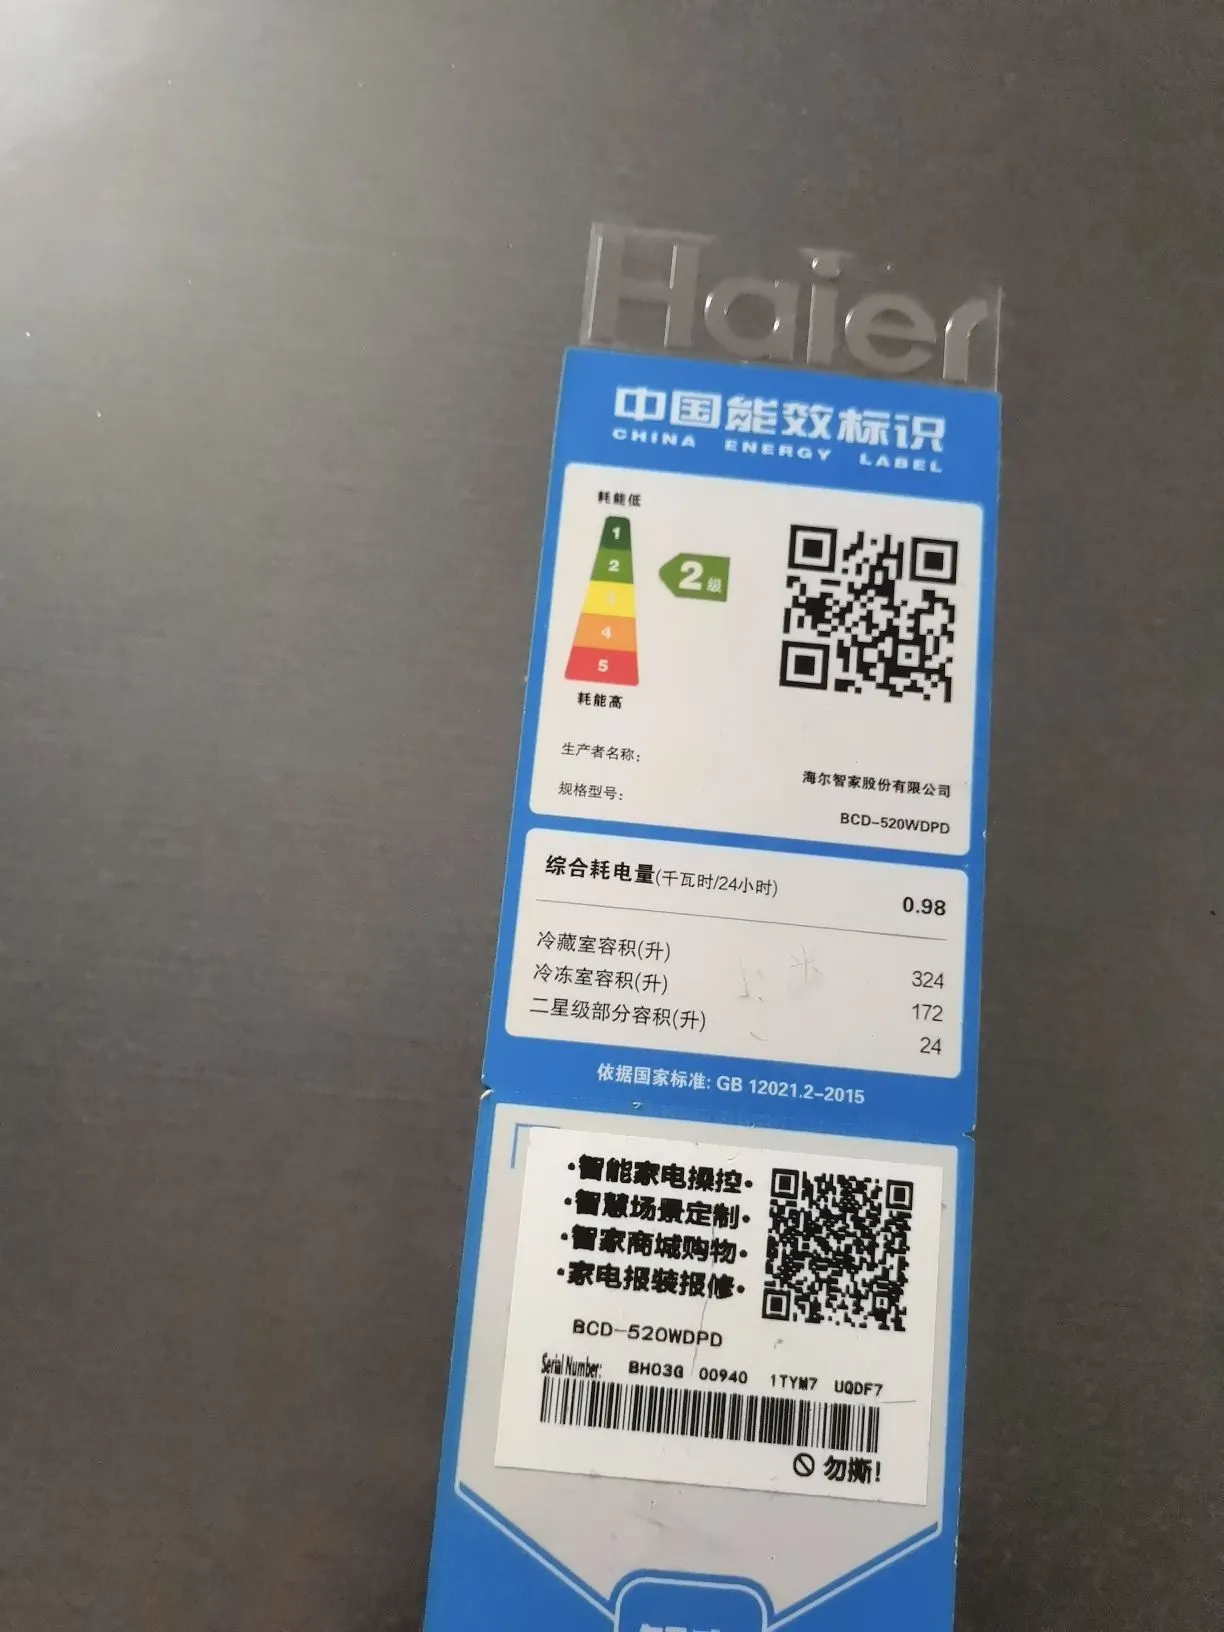 Haier
中国能效标识
CHINA ENERGY LABEL
耗能低
1
2
2级
3
4
5
耗能高
生产者名称：
海尔智家股份有限公司
规格型号：
BCD-520WDPD
综合耗电量(千瓦时/24小时) 0.98
冷藏室容积(升) 324
冷冻室容积(升) 172
二星级部分容积(升) 24
依据国家标准: GB 12021.2-2015
·智能家电操控·
·智慧场景定制·
·智家商城购物·
·家电报装报修·
BCD-520WDPD
Serial Number: BH03G 00940 1TYM7 UQDF7
勿撕!